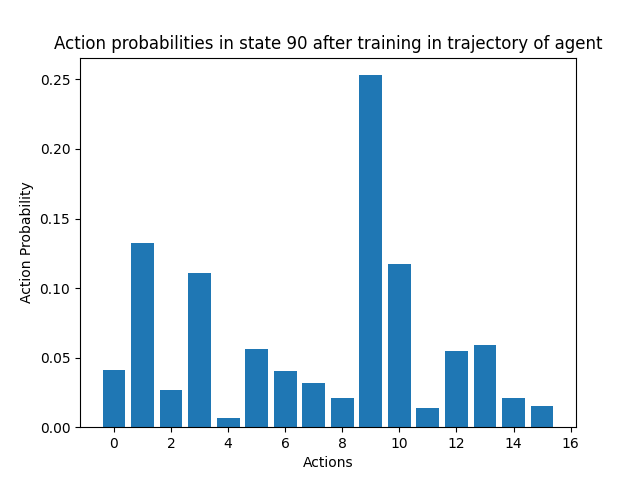 Action probabilities in state 90 after training in trajectory of agent
0.25
0.20
0.15
0.10
0.05
0.00
Action Probability
0 2 4 6 8 10 12 14 16
Actions